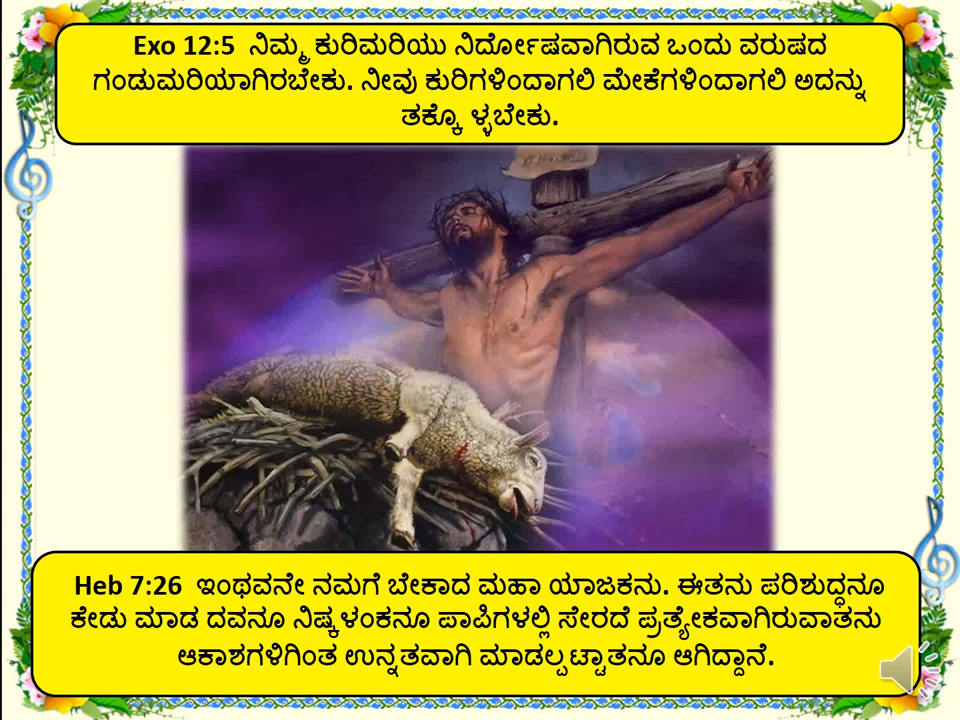 Exo 12:5 ನಿಮ್ಮ ಕುರಿಮರಿಯು ನಿರ್ದೋಷವಾಗಿರುವ ಒಂದು ವರುಷದ
ಗಂಡುಮರಿಯಾಗಿರಬೇಕು. ನೀವು ಕುರಿಗಳಿಂದಾಗಲಿ ಮೇಕೆಗಳಿಂದಾಗಲಿ ಅದನ್ನು
ತಕ್ಕೊ ಳ್ಳಬೇಕು.
Heb 7:26 ಇಂಥವನೇ ನಮಗೆ ಬೇಕಾದ ಮಹಾ ಯಾಜಕನು. ಈತನು ಪರಿಶುದ್ಧನೂ
ಕೇಡು ಮಾಡ ದವನೂ ನಿಷ್ಕಳಂಕನೂ ಪಾಪಿಗಳಲ್ಲಿ ಸೇರದೆ ಪ್ರತ್ಯೇಕವಾಗಿರುವಾತನು
ಆಕಾಶಗಳಿಗಿಂತ ಉನ್ನತವಾಗಿ ಮಾಡಲ್ಪಟ್ಟಾತನೂ ಆಗಿದ್ದಾನೆ.